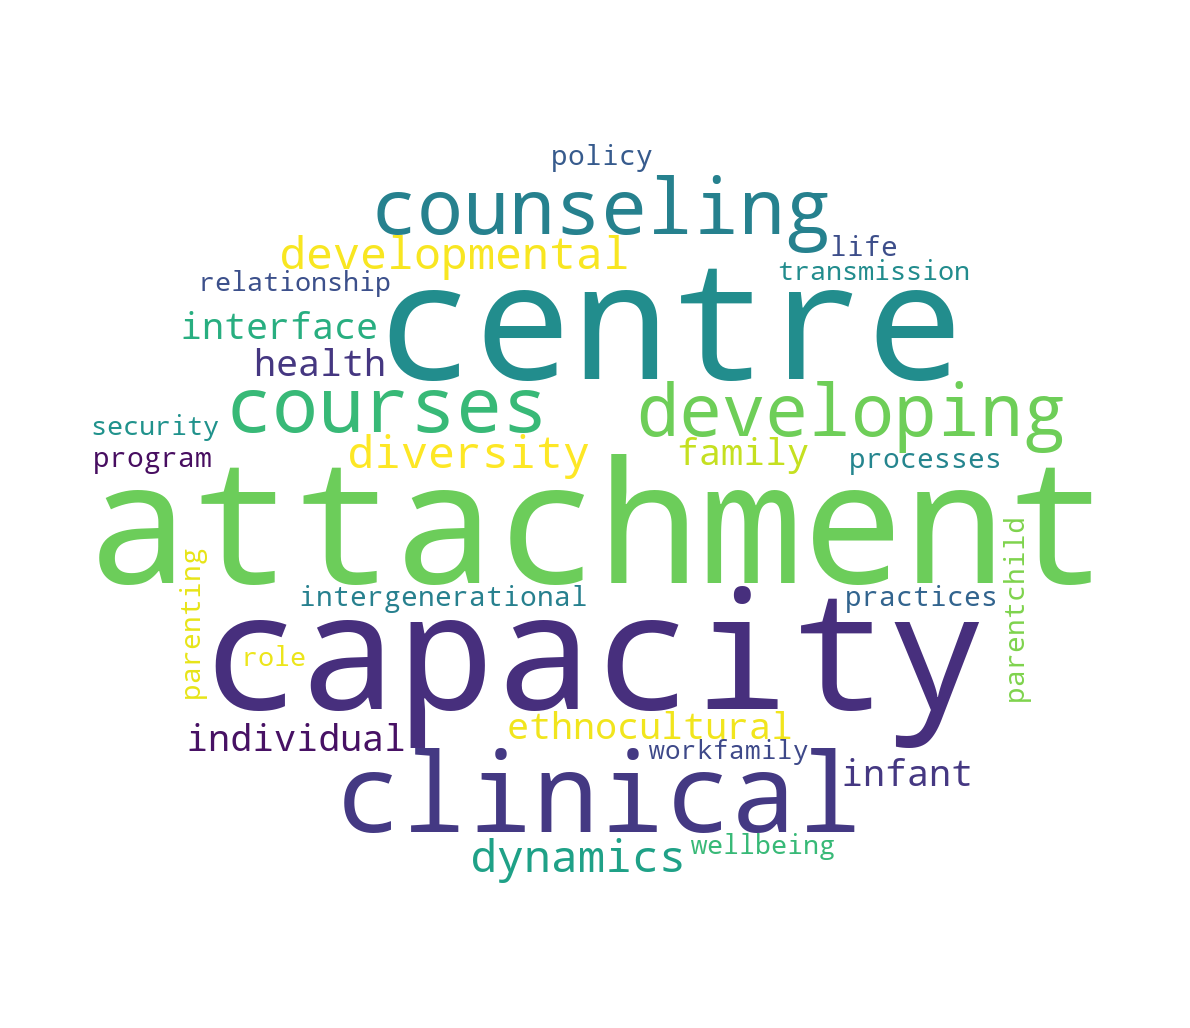 policy
counseling
developmental
life
transmission
relationship
centre
interface
health
courses
developing
security
diversity
family
program
processes
attachment
parenting
parentchild
intergenerational
practices
capacity
role
individual
ethnocultural
workfamily
clinical
infant
dynamics
wellbeing